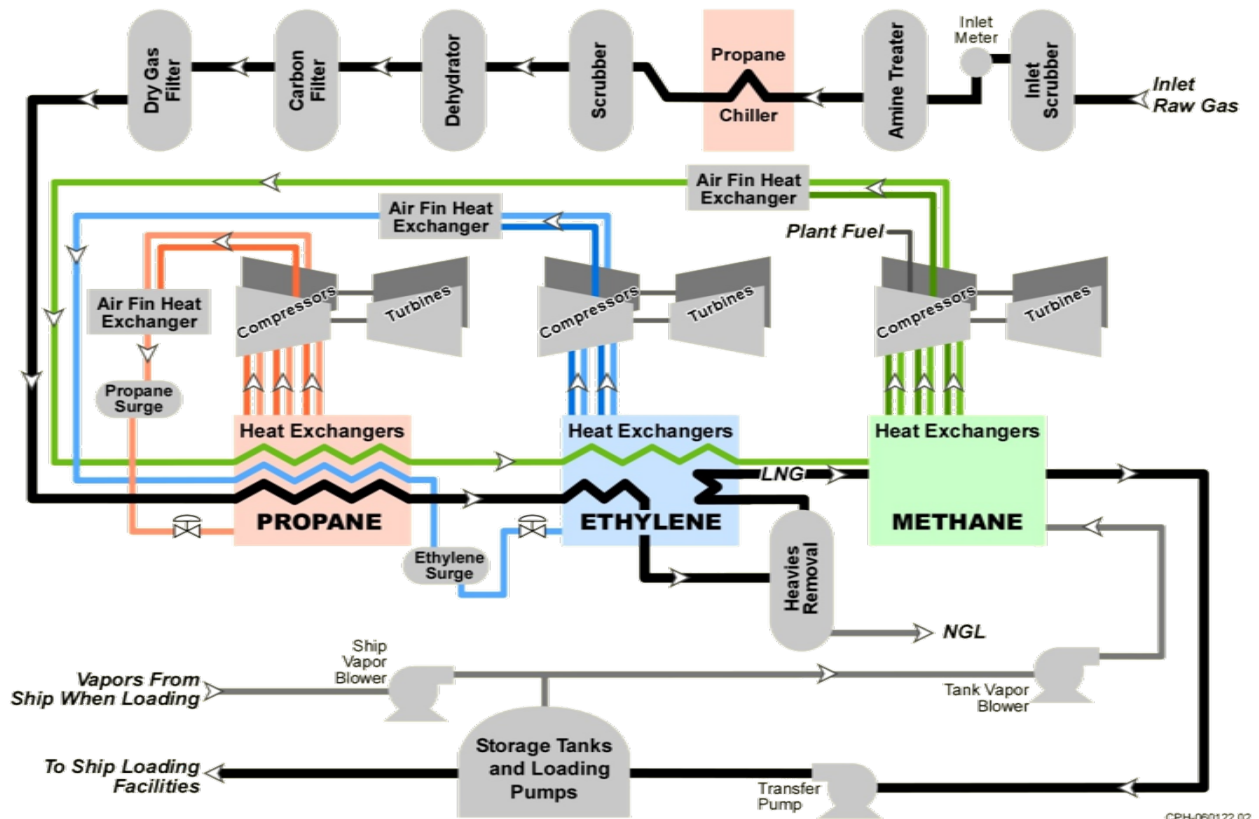 Dry Gas
Filter
Carbon
Filter
Dehydrator
Scrubber
Propane
Chiller
Amine Treater
Inlet
Meter
Inlet
Scrubber
Inlet
Raw Gas
Air Fin Heat
Exchanger
Air Fin Heat
Exchanger
Plant Fuel
Air Fin Heat
Exchanger
Compressors
Turbines
Compressors
Turbines
Compressors
Turbines
Propane
Surge
Heat Exchangers
PROPANE
Heat Exchangers
ETHYLENE
LNG
Heat Exchangers
METHANE
Ethylene
Surge
Heavies
Removal
NGL
Ship
Vapor
Blower
Vapors From
Ship When Loading
Tank Vapor
Blower
Storage Tanks
and Loading
Pumps
To Ship Loading
Facilities
Transfer
Pump
CPH-060122.02